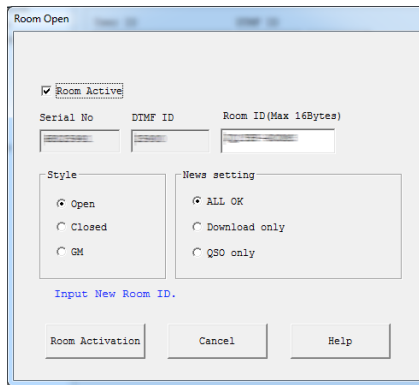 Room Open
Room Active
Serial No DTMF ID Room ID(Max 16Bytes)
Style News setting
Open ALL OK
Closed Download only
GM QSO only
Input New Room ID.
Room Activation Cancel Help